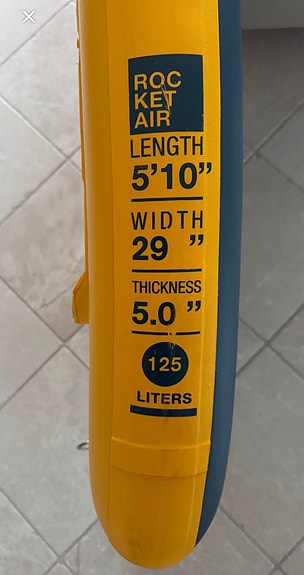 ROC
KET
AIR
LENGTH
5'10”
WIDTH
29 ”
THICKNESS
5.0 ”
125
LITERS